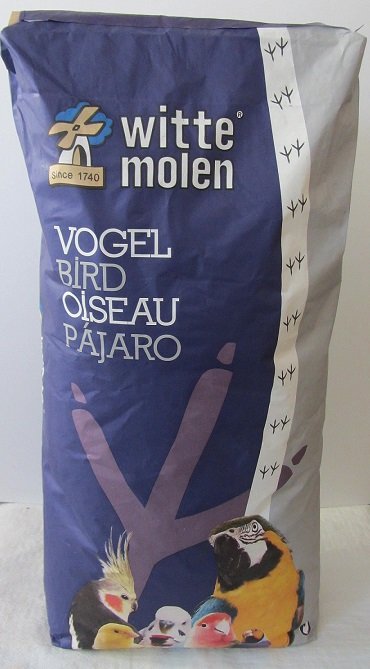 witte®
molen
Since 1740
VOGEL
BIRD
OISEAU
PÁJARO